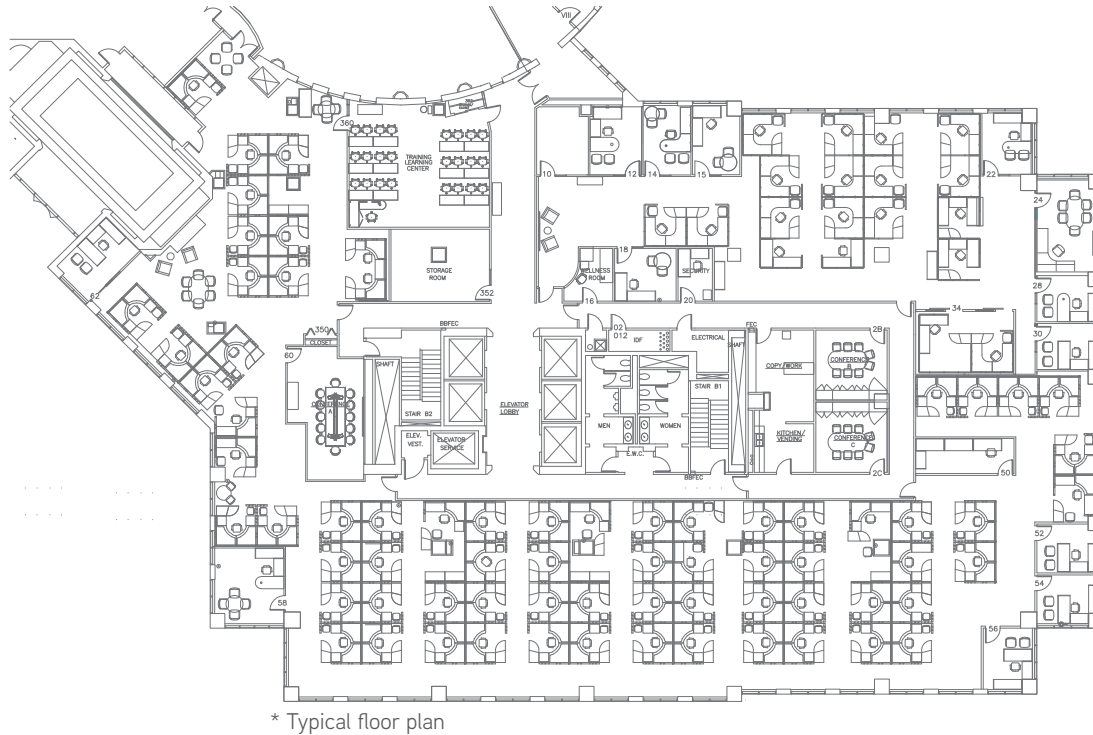 VIII
360
TRAINING
LEARNING
CENTER
10
12
14
15
22
24
18
WELLNESS
ROOM
SECURITY
STORAGE
ROOM
62
352
16
20
28
34
30
350
CLOSET
BBFEC
02
012
IDF
ELECTRICAL
FEC
2B
60
SHAFT
SHAFT
COPY/WORK
CONFERENCE
B
CONFERENCE
A
STAIR B2
ELEVATOR
LOBBY
STAIR B1
MEN
WOMEN
KITCHEN/
VENDING
CONFERENCE
C
ELEV.
VEST.
ELEVATOR
SERVICE
E.W.C.
BBFEC
2C
50
52
54
58
56
* Typical floor plan